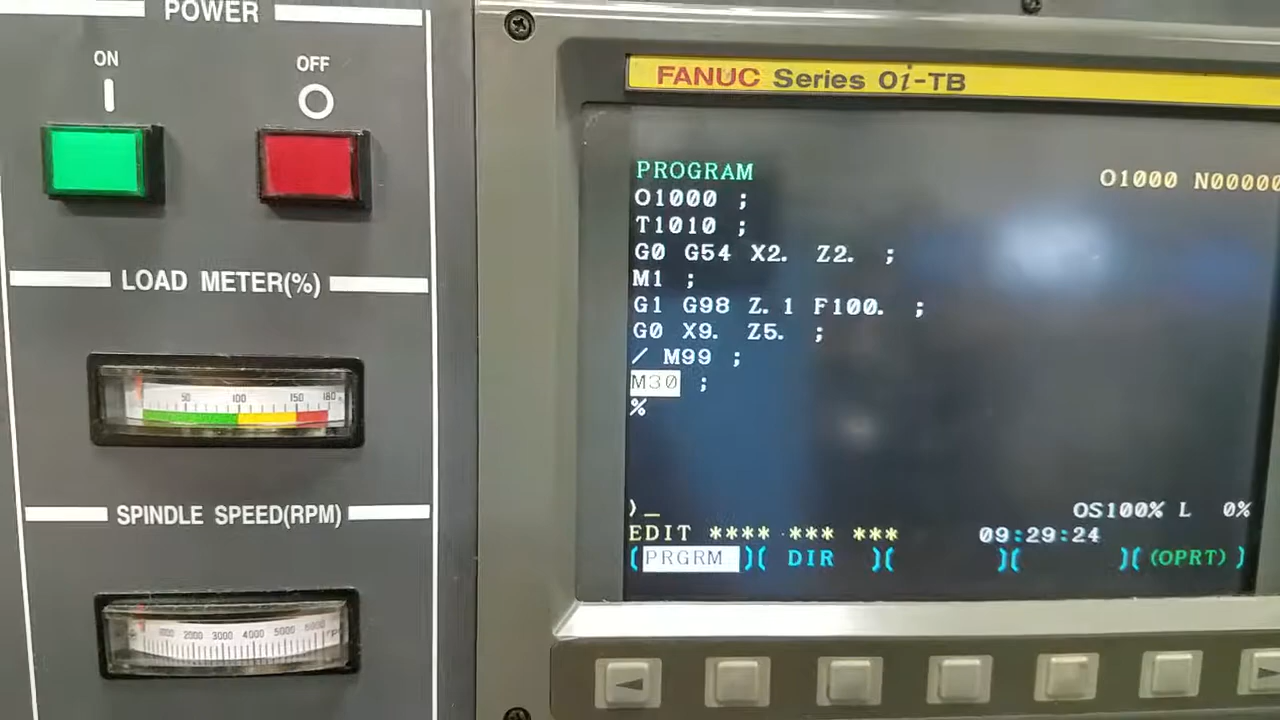 POWER
ON
OFF
LOAD METER(%)
50 100 150 180
SPINDLE SPEED(RPM)
1000 2000 3000 4000 5000 6000
FANUC Series 0i-TB
PROGRAM
O1000 N00000
O1000 ;
T1010 ;
G0 G54 X2. Z2. ;
M1 ;
G1 G98 Z.1 F100. ;
G0 X9. Z5. ;
/ M99 ;
M30 ;
%
)_
OS100% L 0%
EDIT **** *** ***
09:29:24
(PRGRM)( DIR )( )( )((OPRT))